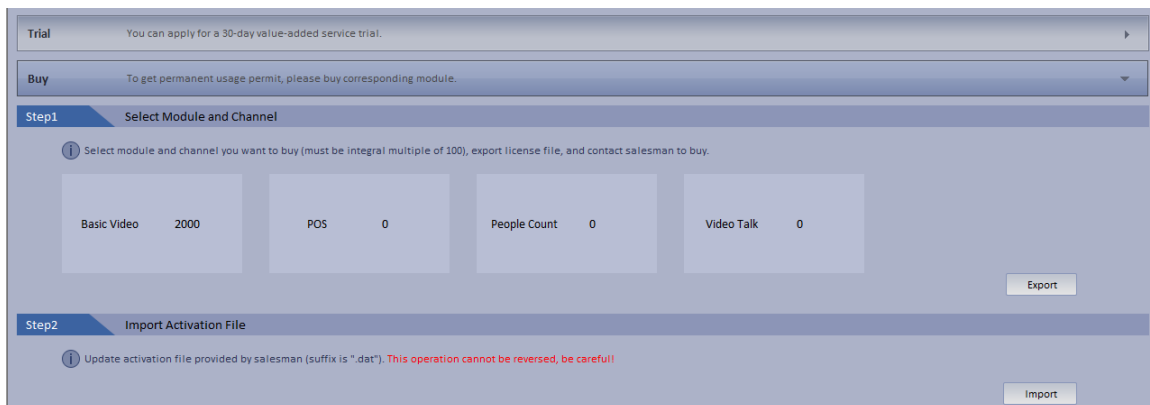 Trial You can apply for a 30-day value-added service trial.
Buy To get permanent usage permit, please buy corresponding module.
Step1 Select Module and Channel
i Select module and channel you want to buy (must be integral multiple of 100), export license file, and contact salesman to buy.
Basic Video 2000 POS 0 People Count 0 Video Talk 0
Export
Step2 Import Activation File
i Update activation file provided by salesman (suffix is ".dat"). This operation cannot be reversed, be careful!
Import